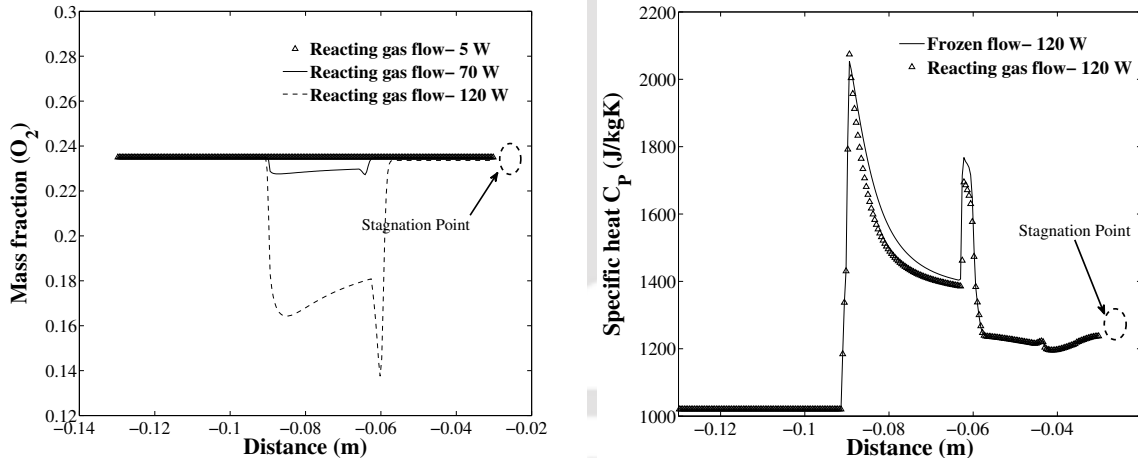 0.3
0.28
0.26
0.24
0.22
0.2
0.18
0.16
0.14
0.12
Mass fraction (O2)
Reacting gas flow– 5 W
Reacting gas flow– 70 W
Reacting gas flow– 120 W
Stagnation Point
−0.14 −0.12 −0.1 −0.08 −0.06 −0.04 −0.02
Distance (m)
2200
2000
1800
1600
1400
1200
1000
Specific heat CP (J/kgK)
Frozen flow– 120 W
Reacting gas flow– 120 W
Stagnation Point
−0.12 −0.1 −0.08 −0.06 −0.04
Distance (m)